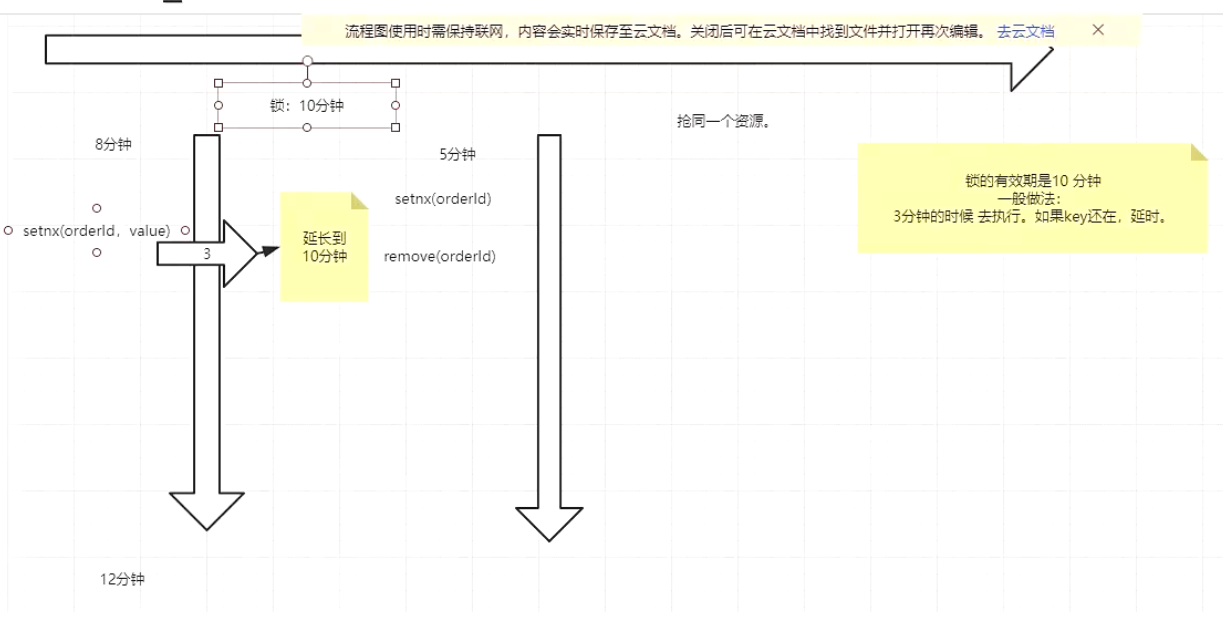 流程图使用时需保持联网，内容会实时保存至云文档。关闭后可在云文档中找到文件并打开再次编辑。 去云文档
锁：10分钟
抢同一个资源。
8分钟
5分钟
锁的有效期是10 分钟
一般做法：
3分钟的时候 去执行。如果key还在，延时。
setnx(orderId)
setnx(orderId，value)
3
延长到
10分钟
remove(orderId)
12分钟